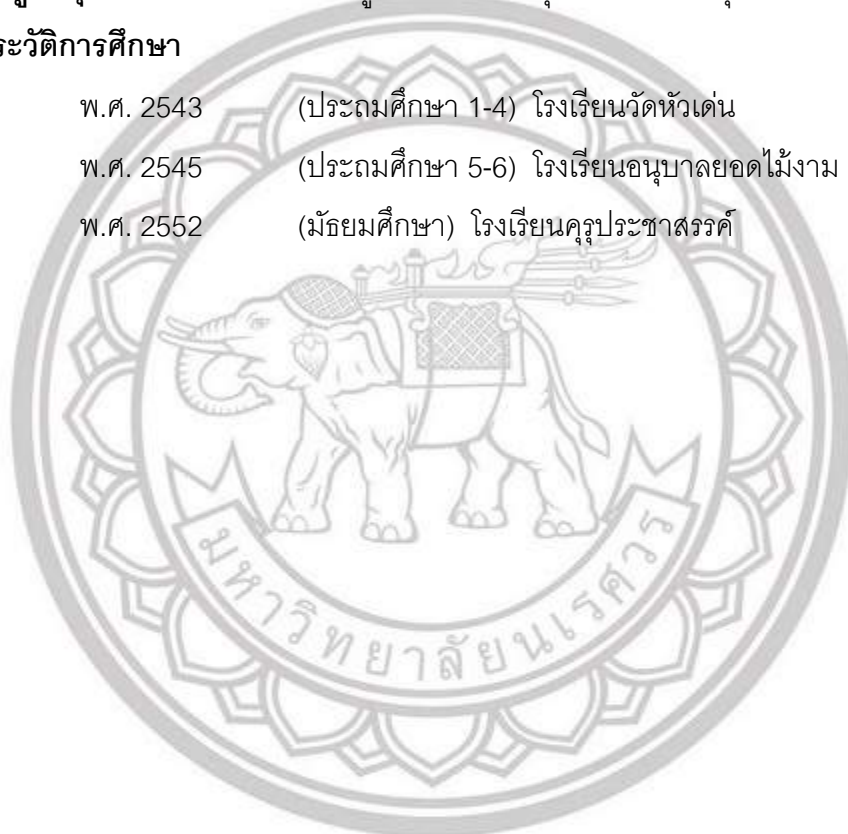 ระวัติการศึกษา
พ.ศ. 2543 (ประถมศึกษา 1-4) โรงเรียนวัดหัวเด่น
พ.ศ. 2545 (ประถมศึกษา 5-6) โรงเรียนอนุบาลยอดไม้งาม
พ.ศ. 2552 (มัธยมศึกษา) โรงเรียนคุรุประชาสรรค์
มหาวิทยาลัยนเรศวร